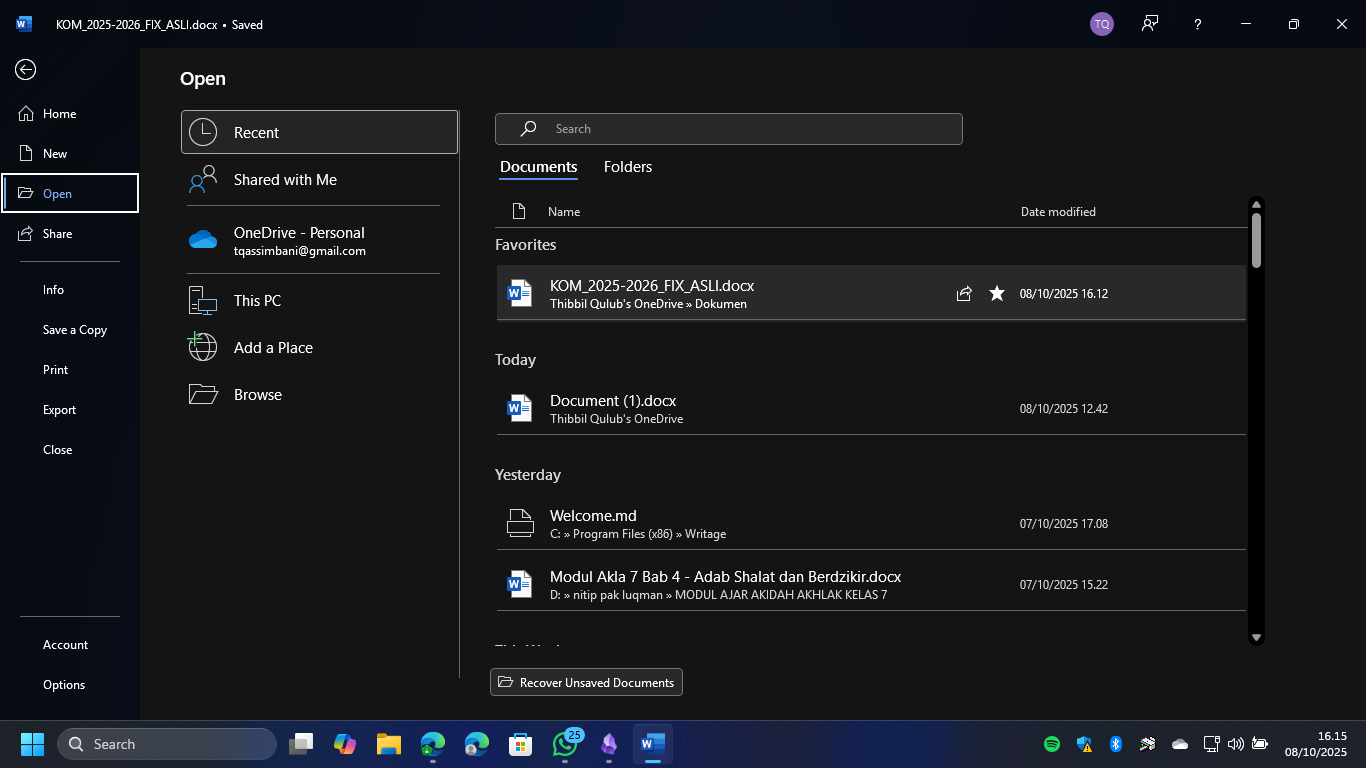 KOM_2025-2026_FIX_ASLI.docx • Saved
TQ
?
Home
New
Open
Share
Info
Save a Copy
Print
Export
Close
Account
Options
Open
Recent
Shared with Me
OneDrive - Personal
tqassimbani@gmail.com
This PC
Add a Place
Browse
Search
Documents Folders
Name Date modified
Favorites
KOM_2025-2026_FIX_ASLI.docx 08/10/2025 16.12
Thibbil Qulub's OneDrive » Dokumen
Today
Document (1).docx 08/10/2025 12.42
Thibbil Qulub's OneDrive
Yesterday
Welcome.md 07/10/2025 17.08
C: » Program Files (x86) » Writage
Modul Akla 7 Bab 4 - Adab Shalat dan Berdzikir.docx 07/10/2025 15.22
D: » nitip pak luqman » MODUL AJAR AKIDAH AKHLAK KELAS 7
Recover Unsaved Documents
Search
25
16.15
08/10/2025